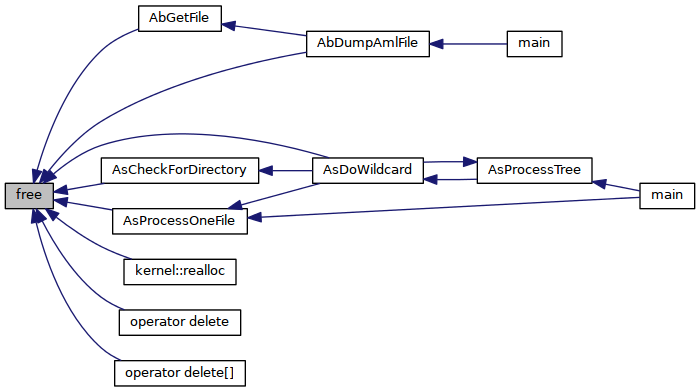 AbGetFile
AbDumpAmlFile
main
free
AsCheckForDirectory
AsDoWildcard
AsProcessTree
AsProcessOneFile
main
kernel::realloc
operator delete
operator delete[]